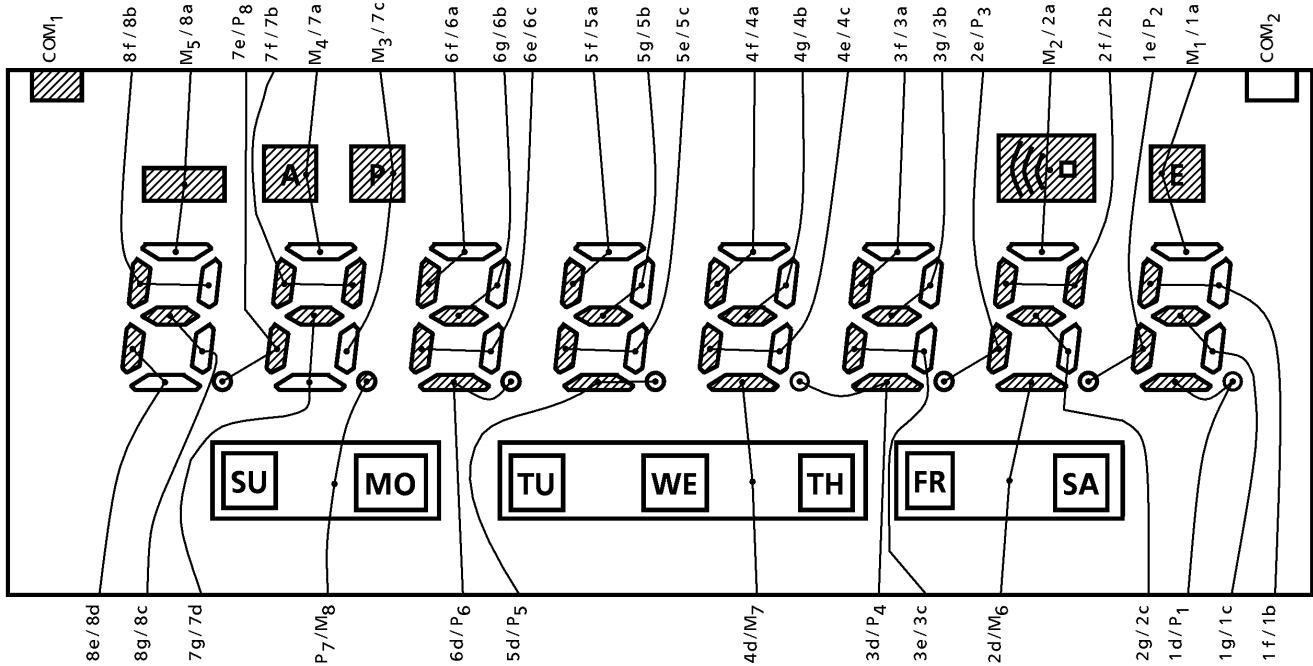 COM₁
8f/8b
M₅/8a
7e/P₈
7f/7b
M₄/7a
M₃/7c
6f/6a
6g/6b
6e/6c
5f/5a
5g/5b
5e/5c
4f/4a
4g/4b
4e/4c
3f/3a
3g/3b
2e/P₃
M₂/2a
2f/2b
1e/P₂
M₁/1a
COM₂
A P E
SU MO TU WE TH FR SA
8e/8d
8g/8c
7g/7d
P₇/M₈
6d/P₆
5d/P₅
4d/M₇
3d/P₄
3e/3c
2d/M₆
2g/2c
1d/P₁
1g/1c
1f/1b